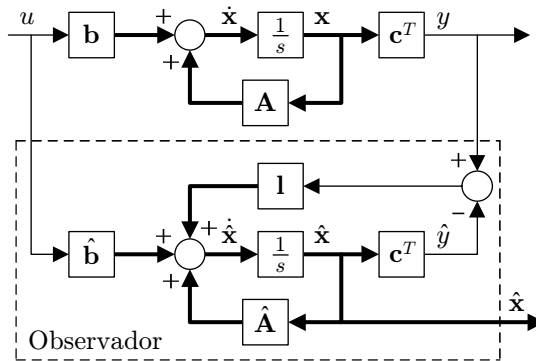 u b + ẋ 1/s x c^T y
+
A
+
l
−
b̂ + + x̂̇ 1/s x̂ c^T ŷ
+
Â x̂
Observador